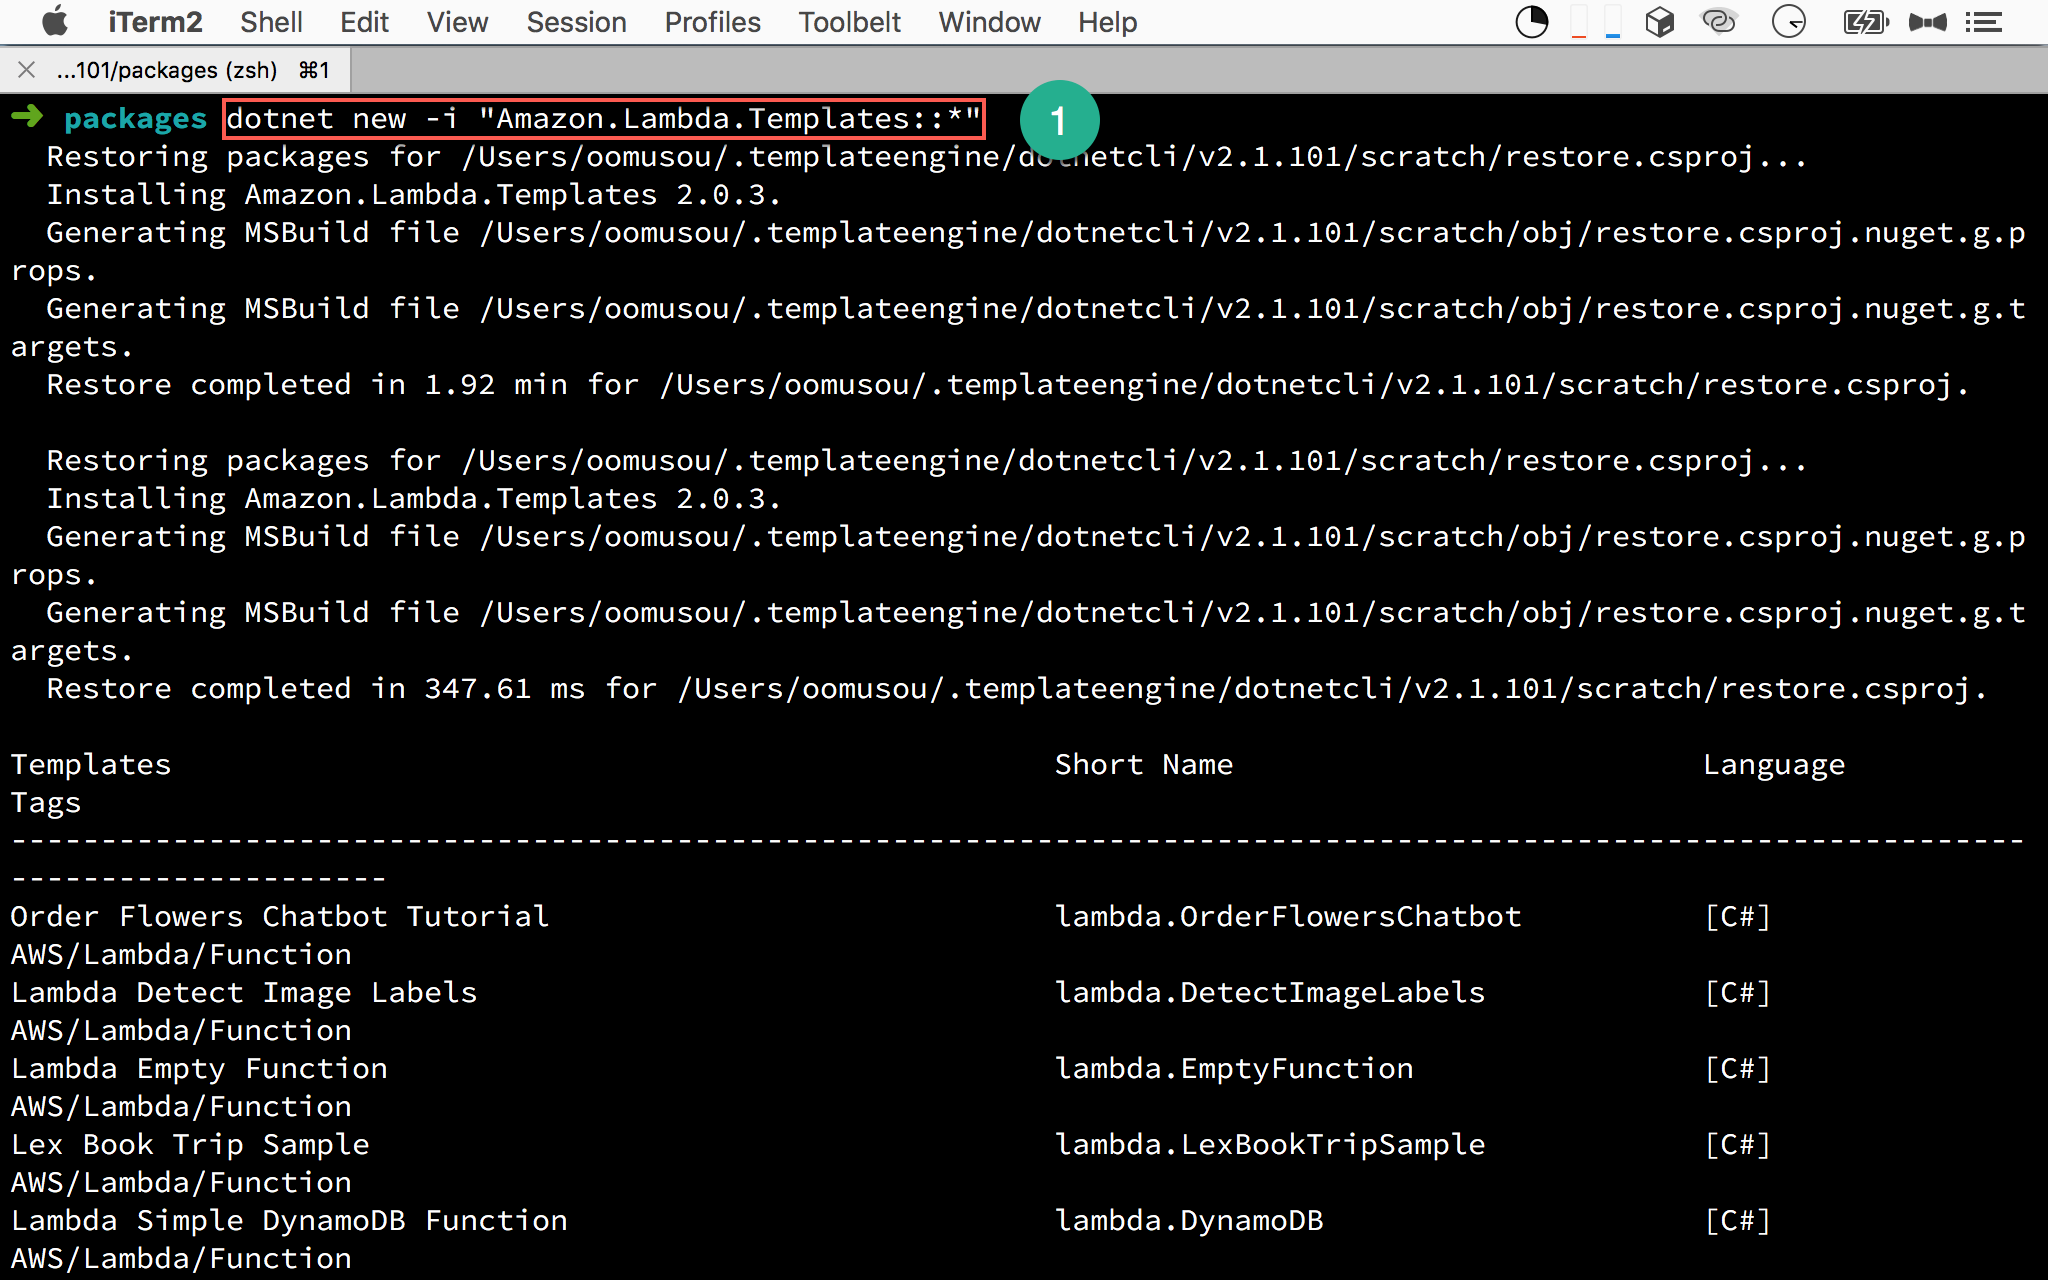 iTerm2 Shell Edit View Session Profiles Toolbelt Window Help
...101/packages (zsh) ⌘1
➜ packages dotnet new -i "Amazon.Lambda.Templates::*" 1
Restoring packages for /Users/oomusou/.templateengine/dotnetcli/v2.1.101/scratch/restore.csproj...
Installing Amazon.Lambda.Templates 2.0.3.
Generating MSBuild file /Users/oomusou/.templateengine/dotnetcli/v2.1.101/scratch/obj/restore.csproj.nuget.g.p
rops.
Generating MSBuild file /Users/oomusou/.templateengine/dotnetcli/v2.1.101/scratch/obj/restore.csproj.nuget.g.t
argets.
Restore completed in 1.92 min for /Users/oomusou/.templateengine/dotnetcli/v2.1.101/scratch/restore.csproj.
Restoring packages for /Users/oomusou/.templateengine/dotnetcli/v2.1.101/scratch/restore.csproj...
Installing Amazon.Lambda.Templates 2.0.3.
Generating MSBuild file /Users/oomusou/.templateengine/dotnetcli/v2.1.101/scratch/obj/restore.csproj.nuget.g.p
rops.
Generating MSBuild file /Users/oomusou/.templateengine/dotnetcli/v2.1.101/scratch/obj/restore.csproj.nuget.g.t
argets.
Restore completed in 347.61 ms for /Users/oomusou/.templateengine/dotnetcli/v2.1.101/scratch/restore.csproj.
Templates Short Name Language
Tags
----------------------------------------------------------------------------------------------------------------
---------------------
Order Flowers Chatbot Tutorial lambda.OrderFlowersChatbot [C#]
AWS/Lambda/Function
Lambda Detect Image Labels lambda.DetectImageLabels [C#]
AWS/Lambda/Function
Lambda Empty Function lambda.EmptyFunction [C#]
AWS/Lambda/Function
Lex Book Trip Sample lambda.LexBookTripSample [C#]
AWS/Lambda/Function
Lambda Simple DynamoDB Function lambda.DynamoDB [C#]
AWS/Lambda/Function